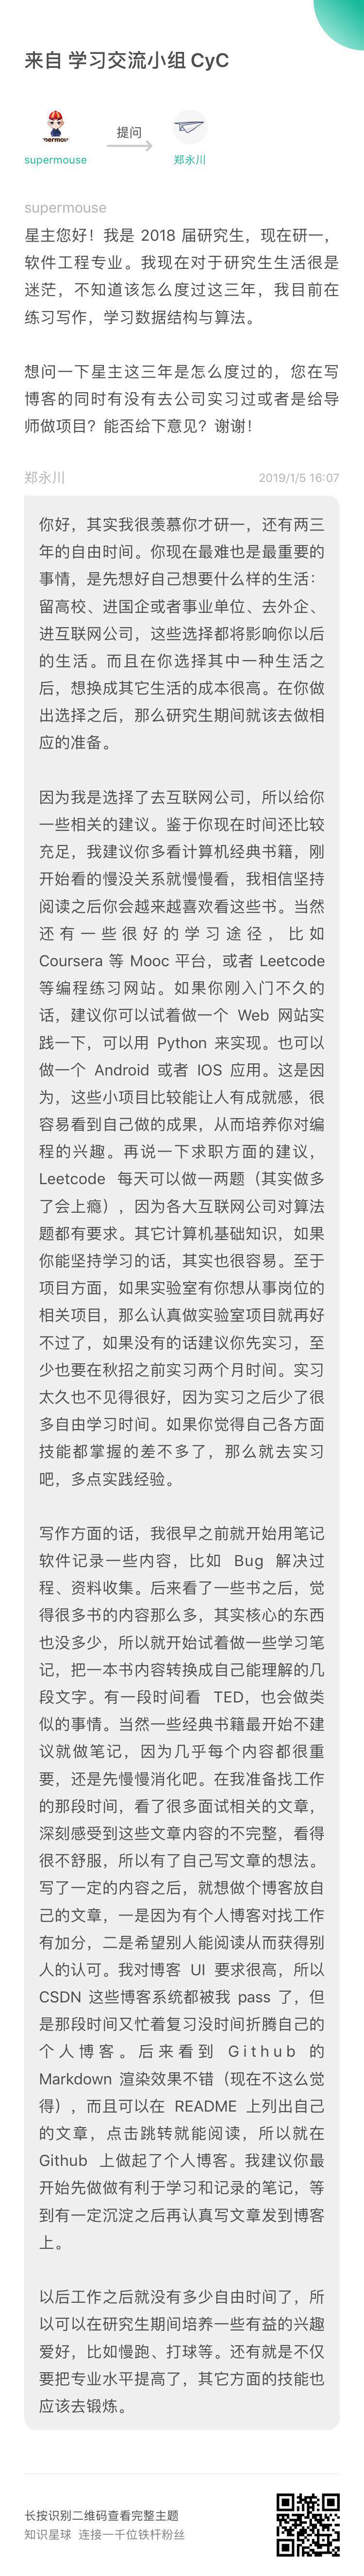 来自 学习交流小组 CyC
提问
supermouse
郑永川
supermouse
星主您好！我是 2018 届研究生，现在研一，
软件工程专业。我现在对于研究生生活很是
迷茫，不知道该怎么度过这三年，我目前在
练习写作，学习数据结构与算法。
想问一下星主这三年是怎么度过的，您在写
博客的同时有没有去公司实习过或者是给导
师做项目？能否给下意见？谢谢！
郑永川
2019/1/5 16:07
你好，其实我很羡慕你才研一，还有两三
年的自由时间。你现在最难也是最重要的
事情，是先想好自己想要什么样的生活：
留高校、进国企或者事业单位、去外企、
进互联网公司，这些选择都将影响你以后
的生活。而且在你选择其中一种生活之
后，想换成其它生活的成本很高。在你做
出选择之后，那么研究生期间就该去做相
应的准备。
因为我是选择了去互联网公司，所以给你
一些相关的建议。鉴于你现在时间还比较
充足，我建议你多看计算机经典书籍，刚
开始看的慢没关系就慢慢看，我相信坚持
阅读之后你会越来越喜欢看这些书。当然
还有一些很好的学习途径，比如
Coursera 等 Mooc 平台，或者 Leetcode
等编程练习网站。如果你刚入门不久的
话，建议你可以试着做一个 Web 网站实
践一下，可以用 Python 来实现。也可以
做一个 Android 或者 IOS 应用。这是因
为，这些小项目比较能让人有成就感，很
容易看到自己做的成果，从而培养你对编
程的兴趣。再说一下求职方面的建议，
Leetcode 每天可以做一两题（其实做多
了会上瘾），因为各大互联网公司对算法
题都有要求。其它计算机基础知识，如果
你能坚持学习的话，其实也很容易。至于
项目方面，如果实验室有你想从事岗位的
相关项目，那么认真做实验室项目就再好
不过了，如果没有的话建议你先实习，至
少也要在秋招之前实习两个月时间。实习
太久也不见得很好，因为实习之后少了很
多自由学习时间。如果你觉得自己各方面
技能都掌握的差不多了，那么就去实习
吧，多点实践经验。
写作方面的话，我很早之前就开始用笔记
软件记录一些内容，比如 Bug 解决过
程、资料收集。后来看了一些书之后，觉
得很多书的内容那么多，其实核心的东西
也没多少，所以就开始试着做一些学习笔
记，把一本书内容转换成自己能理解的几
段文字。有一段时间看 TED，也会做类
似的事情。当然一些经典书籍最开始不建
议就做笔记，因为几乎每个内容都很重
要，还是先慢慢消化吧。在我准备找工作
的那段时间，看了很多面试相关的文章，
深刻感受到这些文章内容的不完整，看得
很不舒服，所以有了自己写文章的想法。
写了一定的内容之后，就想做个博客放自
己的文章，一是因为有个人博客对找工作
有加分，二是希望别人能阅读从而获得别
人的认可。我对博客 UI 要求很高，所以
CSDN 这些博客系统都被我 pass 了，但
是那段时间又忙着复习没时间折腾自己的
个人博客。后来看到 Github 的
Markdown 渲染效果不错（现在不这么觉
得），而且可以在 README 上列出自己
的文章，点击跳转就能阅读，所以就在
Github 上做起了个人博客。我建议你最
开始先做做有利于学习和记录的笔记，等
到有一定沉淀之后再认真写文章发到博客
上。
以后工作之后就没有多少自由时间了，所
以可以在研究生期间培养一些有益的兴趣
爱好，比如慢跑、打球等。还有就是不仅
要把专业水平提高了，其它方面的技能也
应该去锻炼。
长按识别二维码查看完整主题
知识星球 连接一千位铁杆粉丝